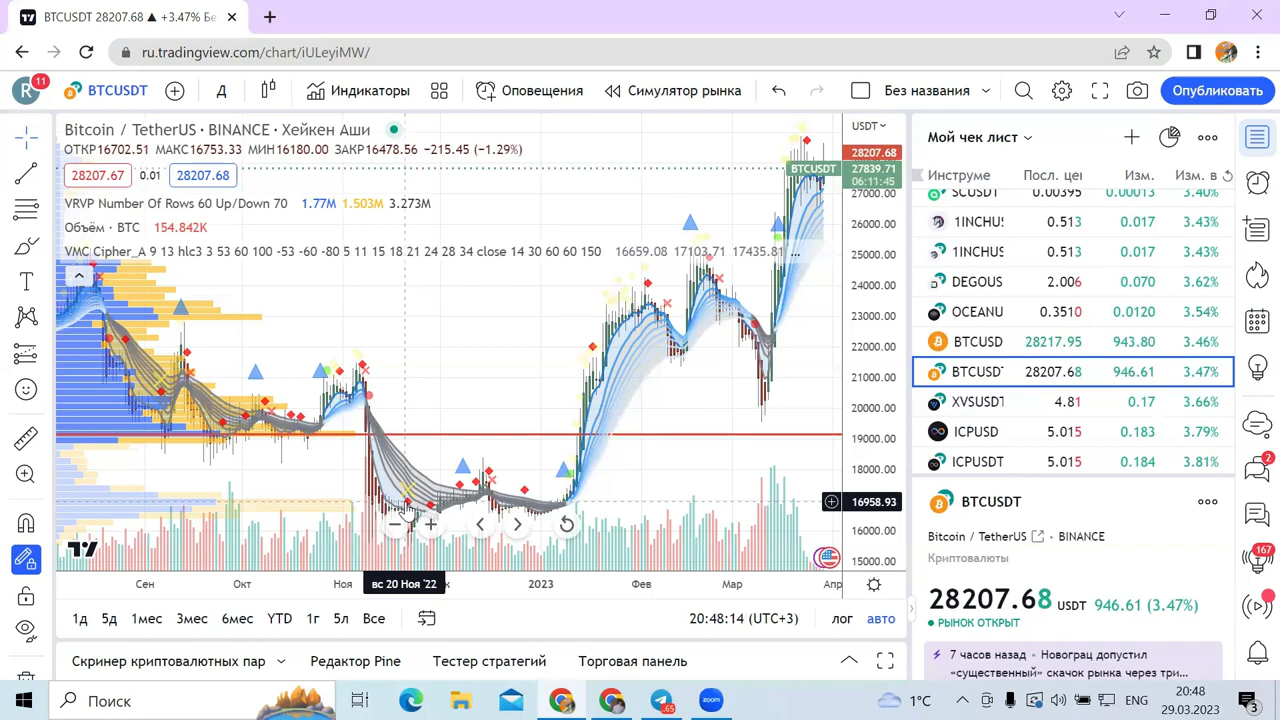 BTCUSDT 28207.68 ▲ +3.47% Бе
ru.tradingview.com/chart/iULeyiMW/
R 11
BTCUSDT
Д
Индикаторы
Оповещения
Симулятор рынка
Без названия
Опубликовать
Bitcoin / TetherUS · BINANCE · Хейкен Аши
ОТКР16702.51 МАКС16753.33 МИН16180.00 ЗАКР16478.56 −215.45 (−1.29%)
28207.67 0.01 28207.68
VRVP Number Of Rows 60 Up/Down 70 1.77M 1.503M 3.273M
Объём · BTC 154.842K
VMC Cipher_A 9 13 hlc3 3 53 60 100 -53 -60 -80 5 11 15 18 21 24 28 34 close 14 30 60 60 150 16659.08 17103.71 17435.81 ...
USDT
28207.68
BTCUSDT 27839.71
06:11:45
27000.00
26000.00
25000.00
24000.00
23000.00
22000.00
21000.00
20000.00
19000.00
18000.00
16958.93
16000.00
15000.00
Сен Окт Ноя вс 20 Ноя '22 к 2023 Фев Мар Апр
1д 5д 1мес 3мес 6мес YTD 1г 5л Все
20:48:14 (UTC+3) лог авто
Скринер криптовалютных пар Редактор Pine Тестер стратегий Торговая панель
Мой чек лист
Инструме Посл. цен Изм. Изм. в
SCUSDT 0.00395 0.00013 3.40%
1INCHUS 0.513 0.017 3.43%
1INCHUS 0.513 0.017 3.43%
DEGOUS 2.006 0.070 3.62%
OCEANU 0.3510 0.0120 3.54%
BTCUSD 28217.95 943.80 3.46%
BTCUSDT 28207.68 946.61 3.47%
XVSUSDT 4.81 0.17 3.66%
ICPUSD 5.015 0.183 3.79%
ICPUSDT 5.015 0.184 3.81%
BTCUSDT
Bitcoin / TetherUS · BINANCE
Криптовалюты
28207.68 USDT 946.61 (3.47%)
РЫНОК ОТКРЫТ
7 часов назад · Новограц допустил
«существенный» скачок рынка через три...
2
167
Поиск
.65
zoom
1°C
ENG
20:48
29.03.2023
3